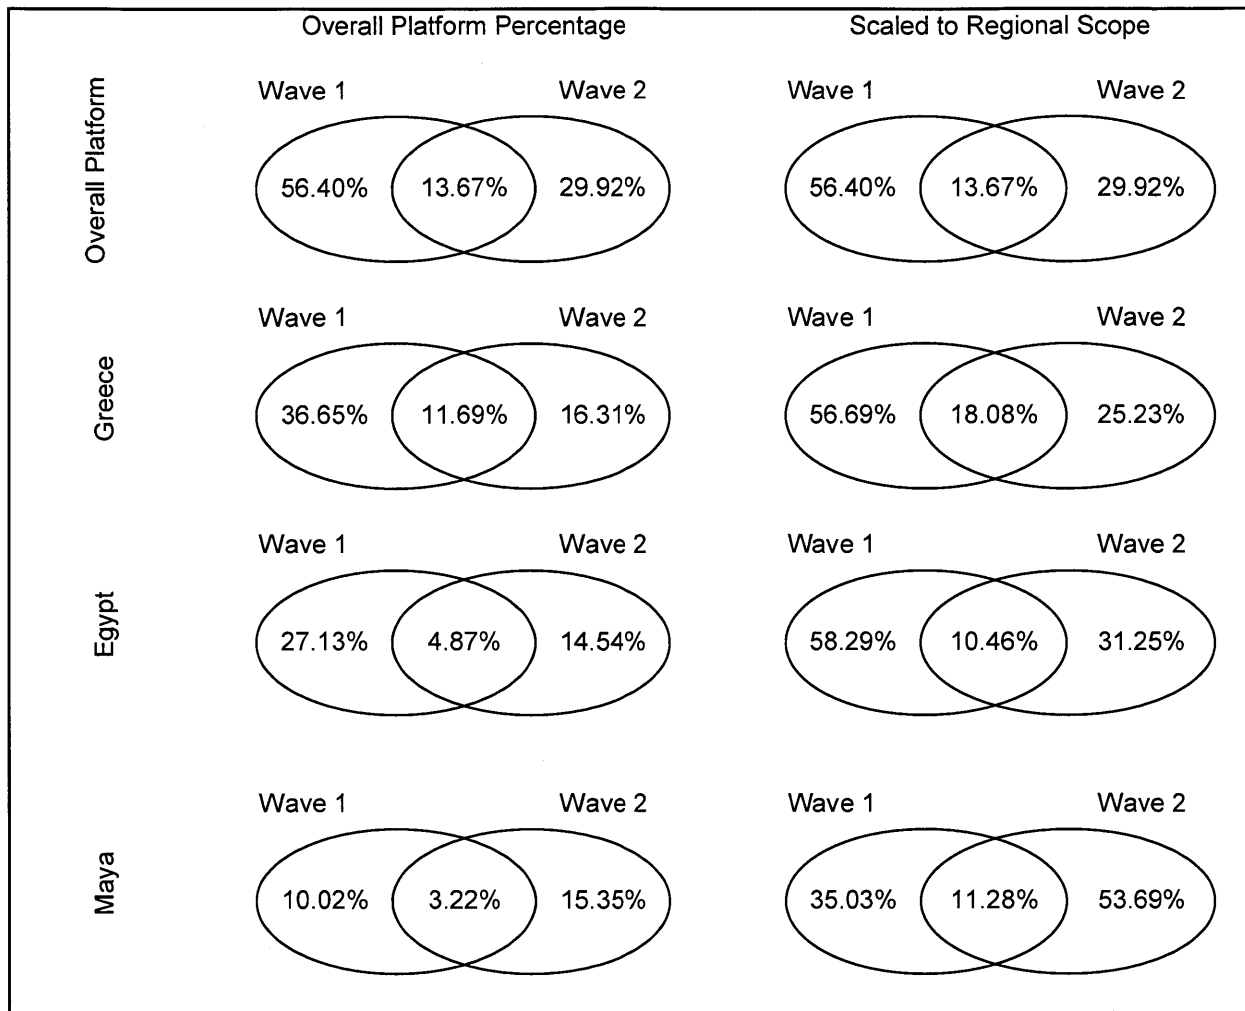 Overall Platform Percentage Scaled to Regional Scope
Overall Platform
Wave 1 Wave 2 Wave 1 Wave 2
56.40% 13.67% 29.92% 56.40% 13.67% 29.92%
Greece
Wave 1 Wave 2 Wave 1 Wave 2
36.65% 11.69% 16.31% 56.69% 18.08% 25.23%
Egypt
Wave 1 Wave 2 Wave 1 Wave 2
27.13% 4.87% 14.54% 58.29% 10.46% 31.25%
Maya
Wave 1 Wave 2 Wave 1 Wave 2
10.02% 3.22% 15.35% 35.03% 11.28% 53.69%